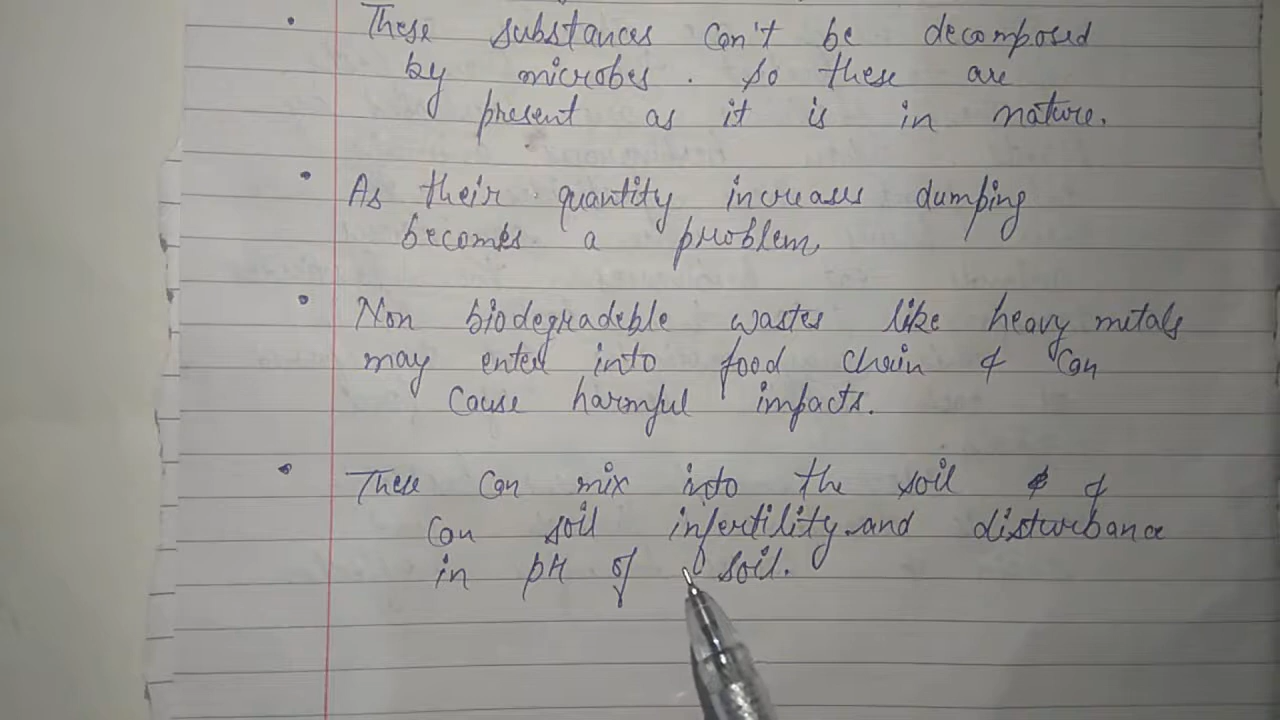 • These substances can't be decomposed
by microbes. So these are
present as it is in nature.
• As their quantity increases dumping
becomes a problem
• Non biodegradeble wastes like heavy metals
may enter into food chain & can
cause harmful impacts.
• These can mix into the soil & &
can soil infertility and disturbance
in pH of soil.